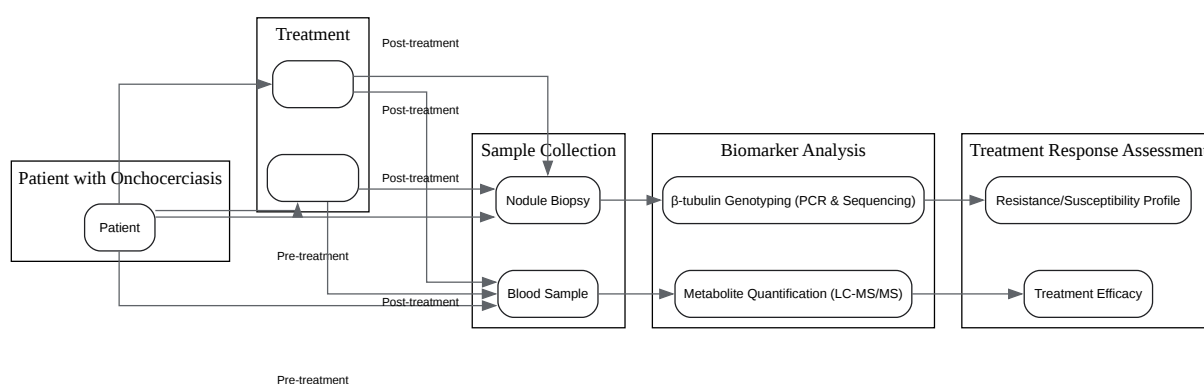 Treatment
Post-treatment
Post-treatment
Sample Collection
Biomarker Analysis
Treatment Response Assessment
Patient with Onchocerciasis
Post-treatment
Nodule Biopsy
β-tubulin Genotyping (PCR & Sequencing)
Resistance/Susceptibility Profile
Patient
Pre-treatment
Blood Sample
Metabolite Quantification (LC-MS/MS)
Treatment Efficacy
Post-treatment
Pre-treatment